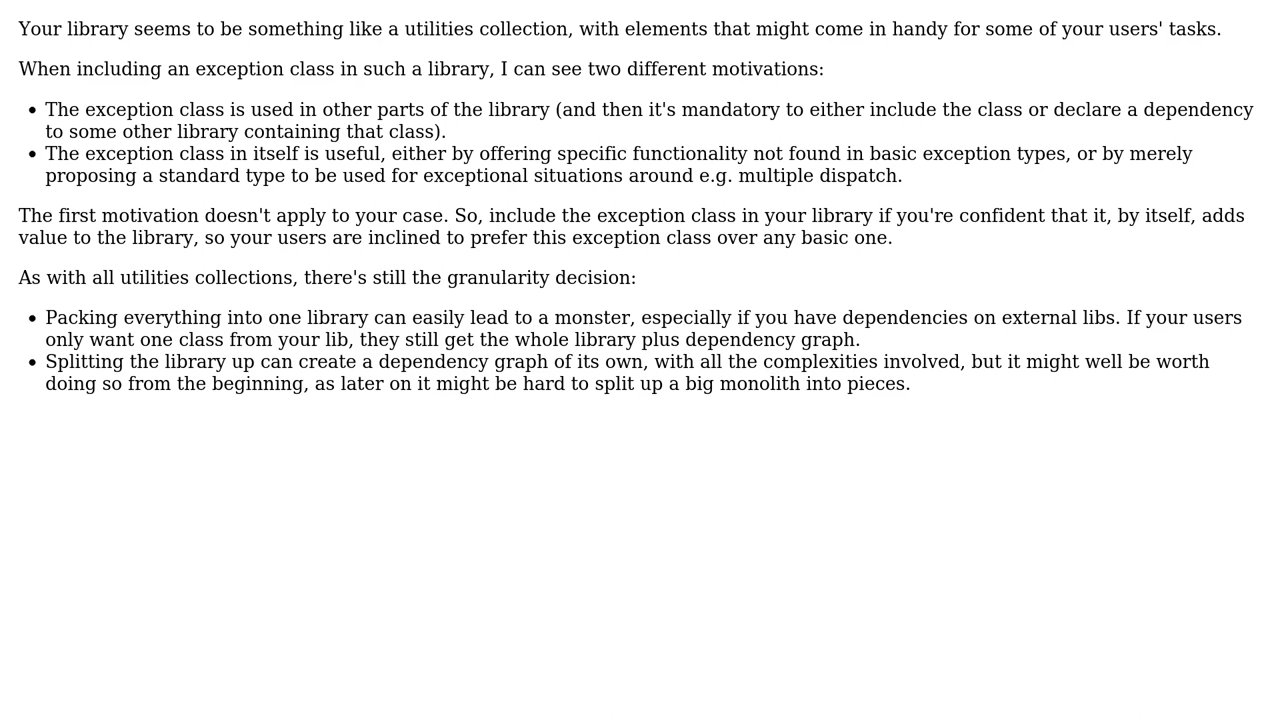 Your library seems to be something like a utilities collection, with elements that might come in handy for some of your users' tasks.
When including an exception class in such a library, I can see two different motivations:
• The exception class is used in other parts of the library (and then it's mandatory to either include the class or declare a dependency
to some other library containing that class).
• The exception class in itself is useful, either by offering specific functionality not found in basic exception types, or by merely
proposing a standard type to be used for exceptional situations around e.g. multiple dispatch.
The first motivation doesn't apply to your case. So, include the exception class in your library if you're confident that it, by itself, adds
value to the library, so your users are inclined to prefer this exception class over any basic one.
As with all utilities collections, there's still the granularity decision:
• Packing everything into one library can easily lead to a monster, especially if you have dependencies on external libs. If your users
only want one class from your lib, they still get the whole library plus dependency graph.
• Splitting the library up can create a dependency graph of its own, with all the complexities involved, but it might well be worth
doing so from the beginning, as later on it might be hard to split up a big monolith into pieces.